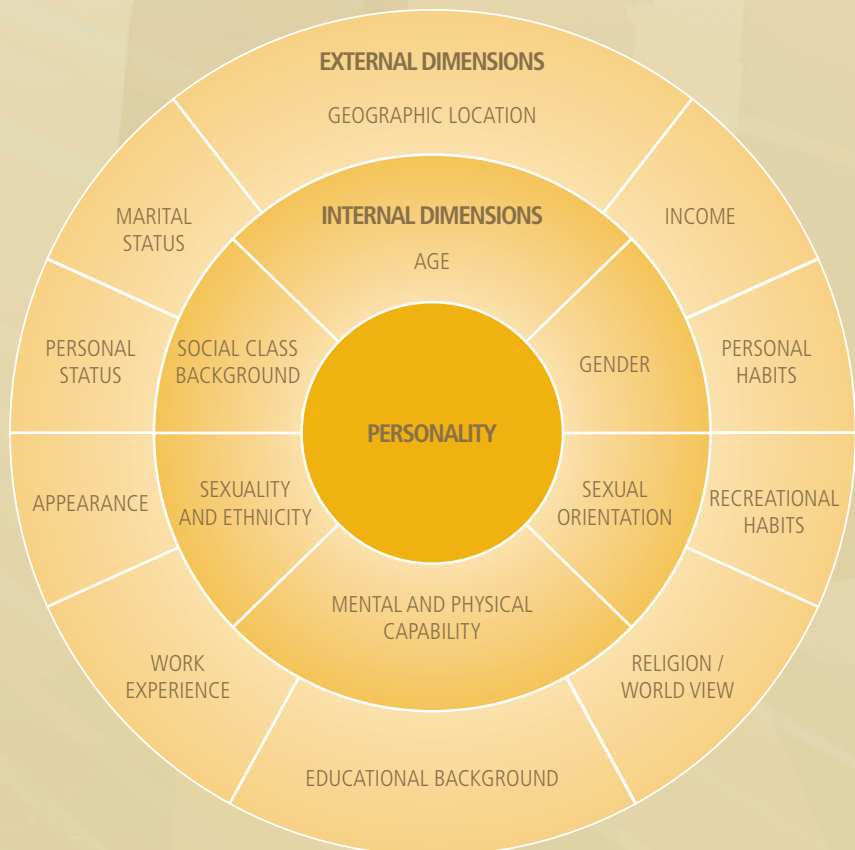 EXTERNAL DIMENSIONS
GEOGRAPHIC LOCATION
MARITAL
STATUS
INCOME
INTERNAL DIMENSIONS
AGE
PERSONAL
STATUS
SOCIAL CLASS
BACKGROUND
GENDER
PERSONAL
HABITS
PERSONALITY
APPEARANCE
SEXUALITY
AND ETHNICITY
SEXUAL
ORIENTATION
RECREATIONAL
HABITS
MENTAL AND PHYSICAL
CAPABILITY
WORK
EXPERIENCE
RELIGION /
WORLD VIEW
EDUCATIONAL BACKGROUND